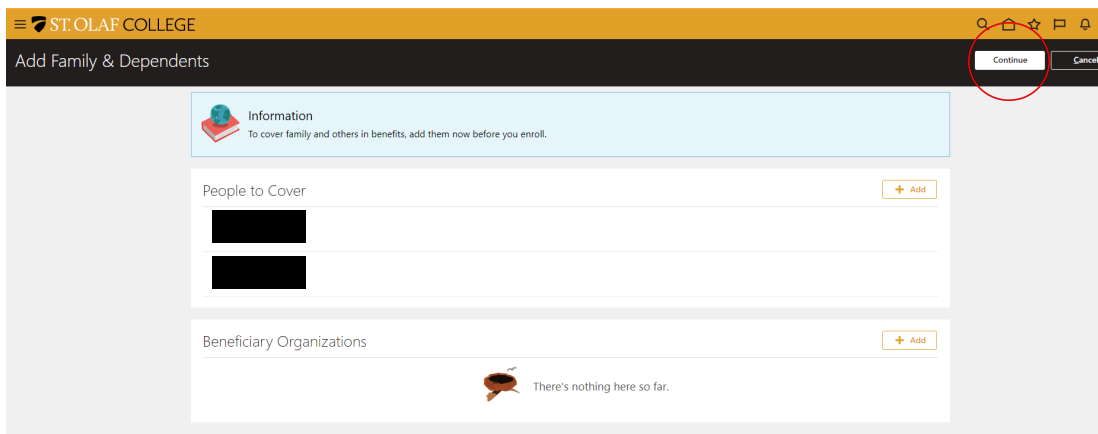 ST. OLAF COLLEGE
Add Family & Dependents
Continue
Cancel
Information
To cover family and others in benefits, add them now before you enroll.
People to Cover
+ Add
Beneficiary Organizations
+ Add
There's nothing here so far.